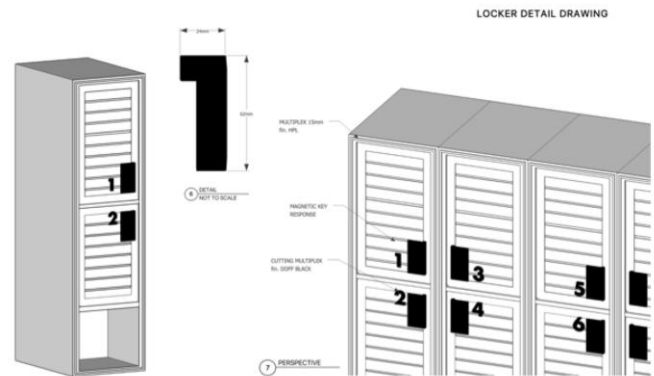 LOCKER DETAIL DRAWING
24mm
1
2
6
DETAIL
NOT TO SCALE
MULTIPLEX 15mm
fin. HPL
MAGNETIC KEY
RESPONSE
CUTTING MULTIPLEX
fin. DOFF BLACK
1
3
5
2
4
6
7
PERSPECTIVE